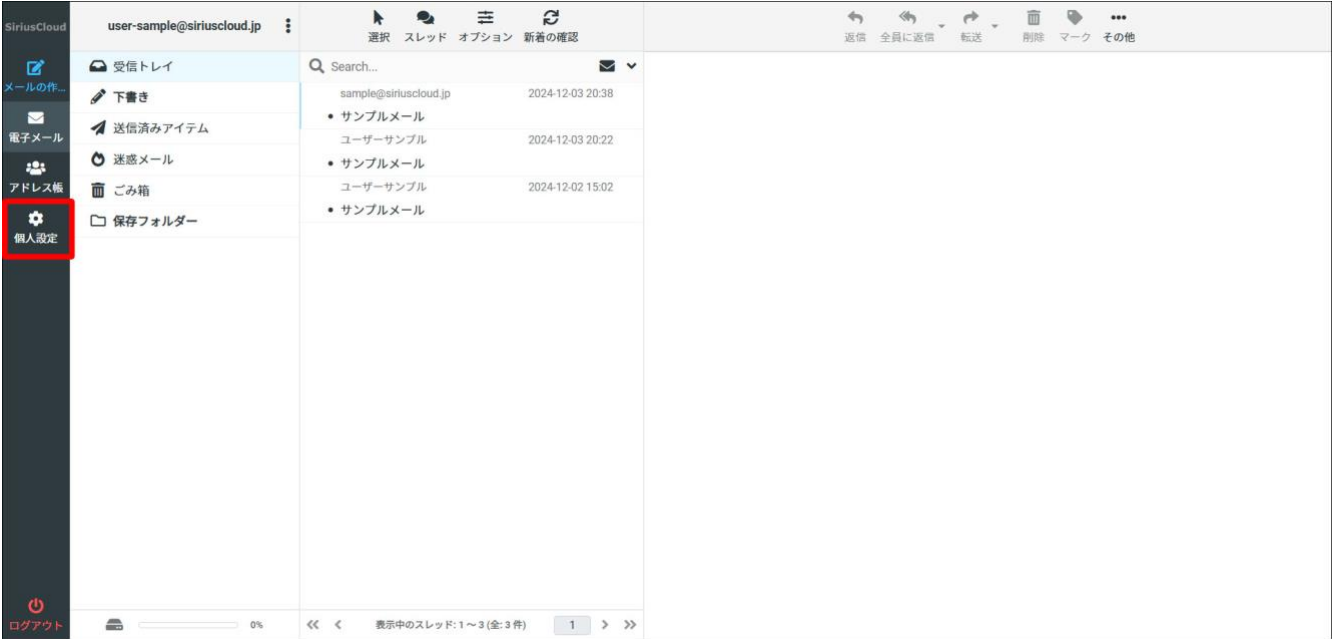 SiriusCloud
メールの作...
電子メール
アドレス帳
個人設定
ログアウト
user-sample@siriuscloud.jp
受信トレイ
下書き
送信済みアイテム
迷惑メール
ごみ箱
保存フォルダー
0%
選択 スレッド オプション 新着の確認
Search...
sample@siriuscloud.jp 2024-12-03 20:38
• サンプルメール
ユーザーサンプル 2024-12-03 20:22
• サンプルメール
ユーザーサンプル 2024-12-02 15:02
• サンプルメール
表示中のスレッド: 1 ~ 3 (全: 3 件) 1
返信 全員に返信 転送 削除 マーク その他